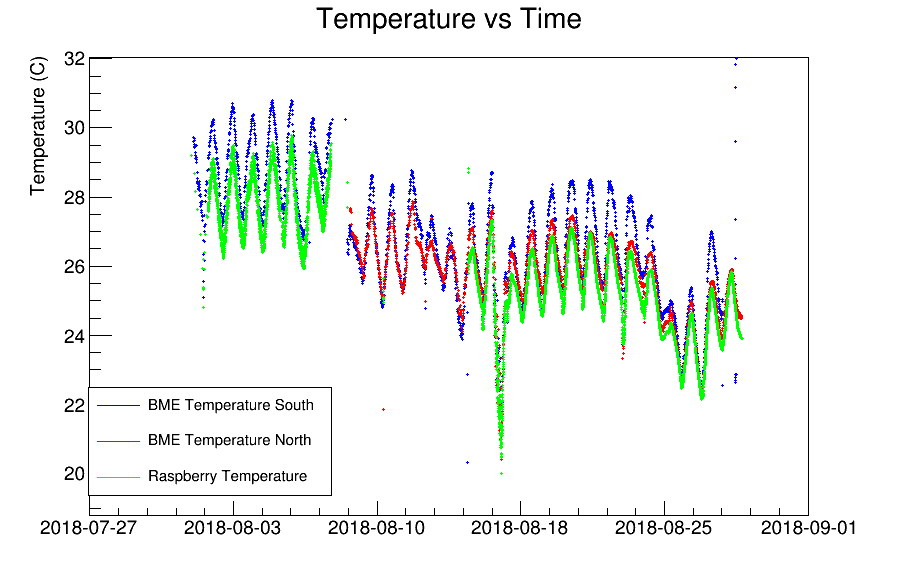 Temperature vs Time
Temperature (C)
32
30
28
26
24
22
20
BME Temperature South
BME Temperature North
Raspberry Temperature
2018-07-27
2018-08-03
2018-08-10
2018-08-18
2018-08-25
2018-09-01